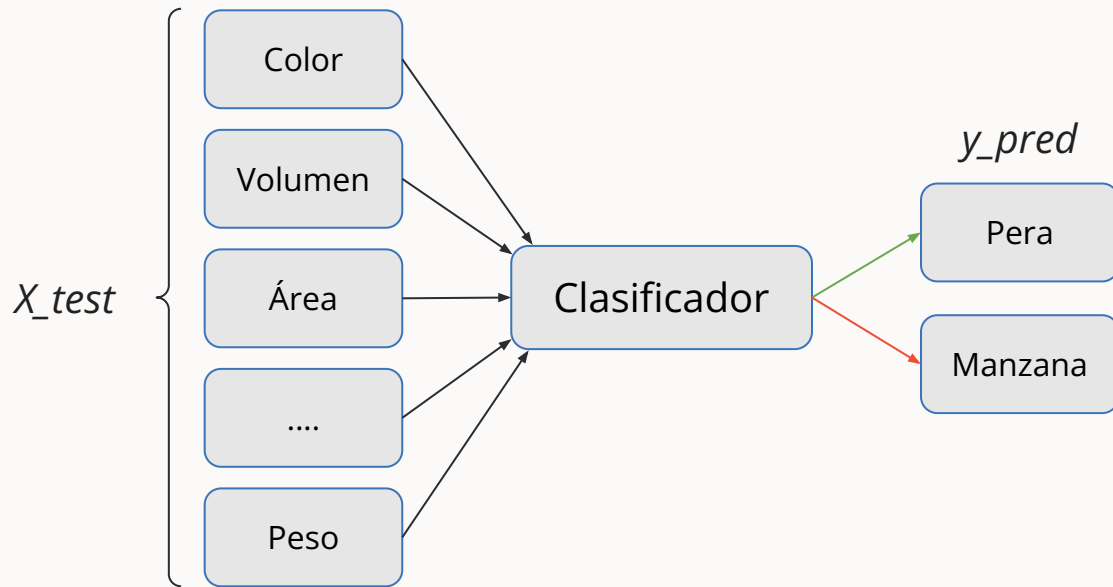 X_test
Color
Volumen
Área
....
Peso
Clasificador
y_pred
Pera
Manzana